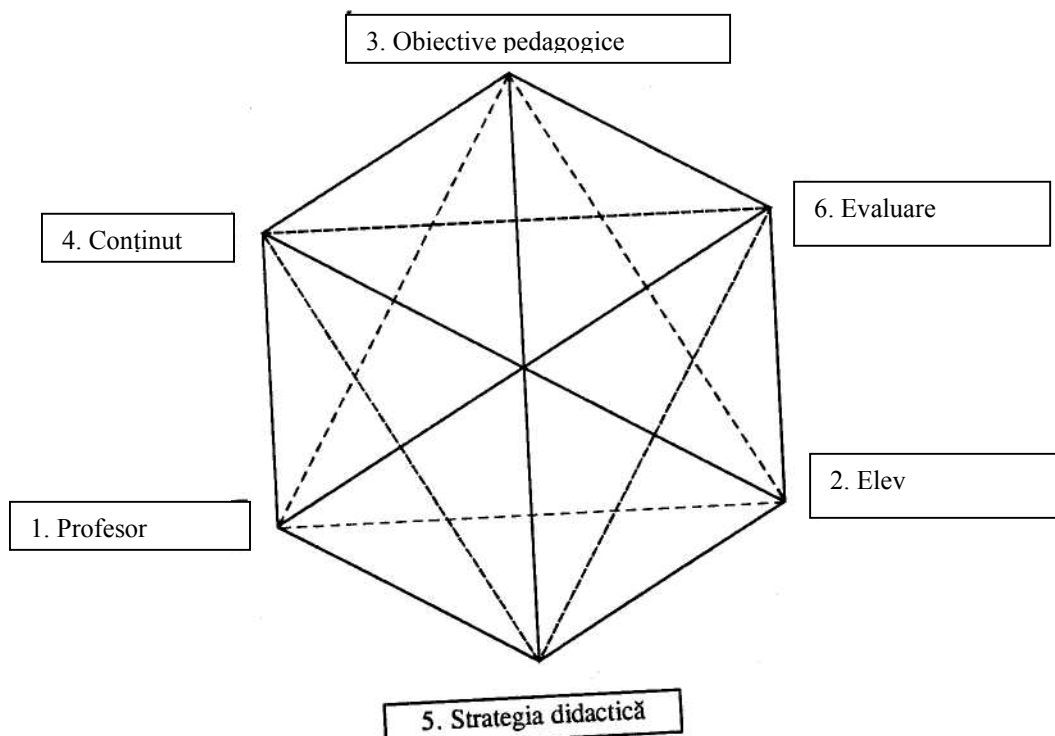 3. Obiective pedagogice
6. Evaluare
4. Conținut
2. Elev
1. Profesor
5. Strategia didactică